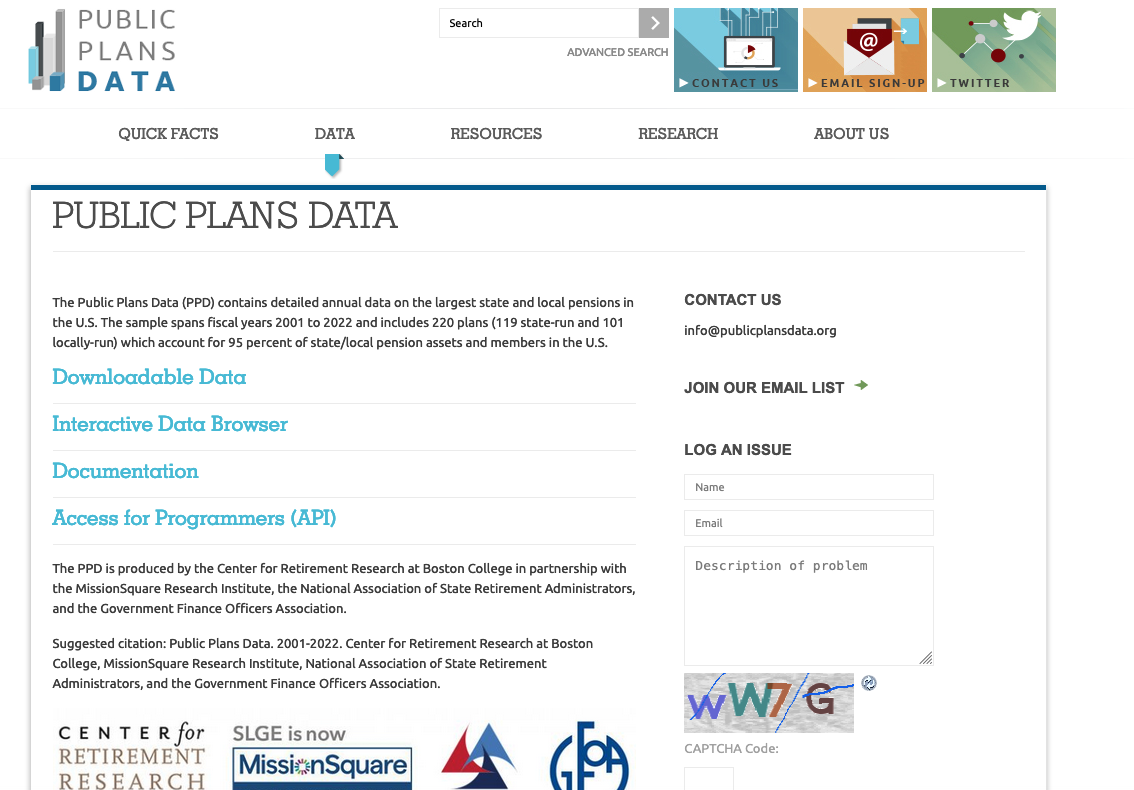 PUBLIC
PLANS
DATA
Search
ADVANCED SEARCH
CONTACT US
@
EMAIL SIGN-UP
TWITTER
QUICK FACTS
DATA
RESOURCES
RESEARCH
ABOUT US
PUBLIC PLANS DATA
The Public Plans Data (PPD) contains detailed annual data on the largest state and local pensions in
the U.S. The sample spans fiscal years 2001 to 2022 and includes 220 plans (119 state-run and 101
locally-run) which account for 95 percent of state/local pension assets and members in the U.S.
Downloadable Data
Interactive Data Browser
Documentation
Access for Programmers (API)
The PPD is produced by the Center for Retirement Research at Boston College in partnership with
the MissionSquare Research Institute, the National Association of State Retirement Administrators,
and the Government Finance Officers Association.
Suggested citation: Public Plans Data. 2001-2022. Center for Retirement Research at Boston
College, MissionSquare Research Institute, National Association of State Retirement
Administrators, and the Government Finance Officers Association.
CENTER for
RETIREMENT
RESEARCH
SLGE is now
MissionSquare
GFOA
CONTACT US
info@publicplansdata.org
JOIN OUR EMAIL LIST
LOG AN ISSUE
Name
Email
Description of problem
wW7G
CAPTCHA Code: